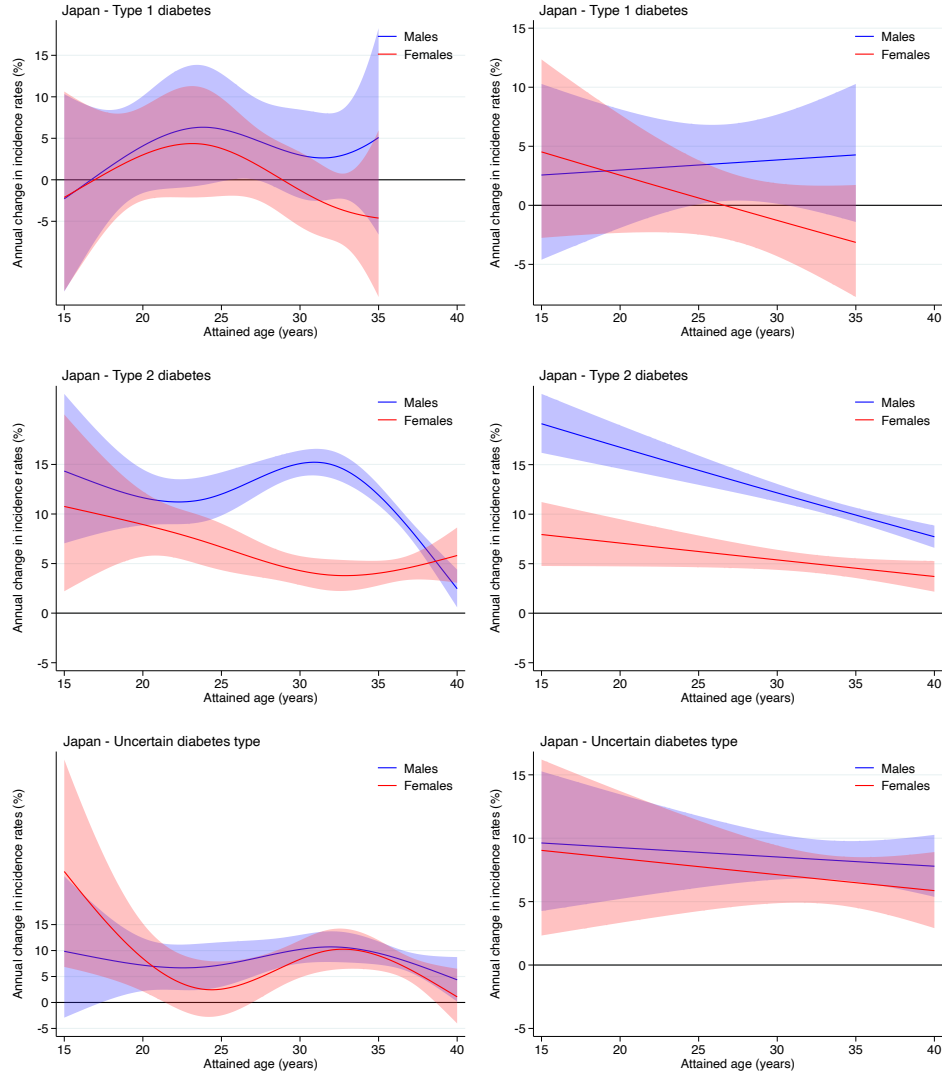 Japan - Type 1 diabetes
Males
Females
Annual change in incidence rates (%)
15
10
5
0
-5
15 20 25 30 35 40
Attained age (years)
Japan - Type 1 diabetes
Males
Females
Annual change in incidence rates (%)
15
10
5
0
-5
15 20 25 30 35 40
Attained age (years)
Japan - Type 2 diabetes
Males
Females
Annual change in incidence rates (%)
15
10
5
0
-5
15 20 25 30 35 40
Attained age (years)
Japan - Type 2 diabetes
Males
Females
Annual change in incidence rates (%)
15
10
5
0
-5
15 20 25 30 35 40
Attained age (years)
Japan - Uncertain diabetes type
Males
Females
Annual change in incidence rates (%)
15
10
5
0
-5
15 20 25 30 35 40
Attained age (years)
Japan - Uncertain diabetes type
Males
Females
Annual change in incidence rates (%)
15
10
5
0
-5
15 20 25 30 35 40
Attained age (years)